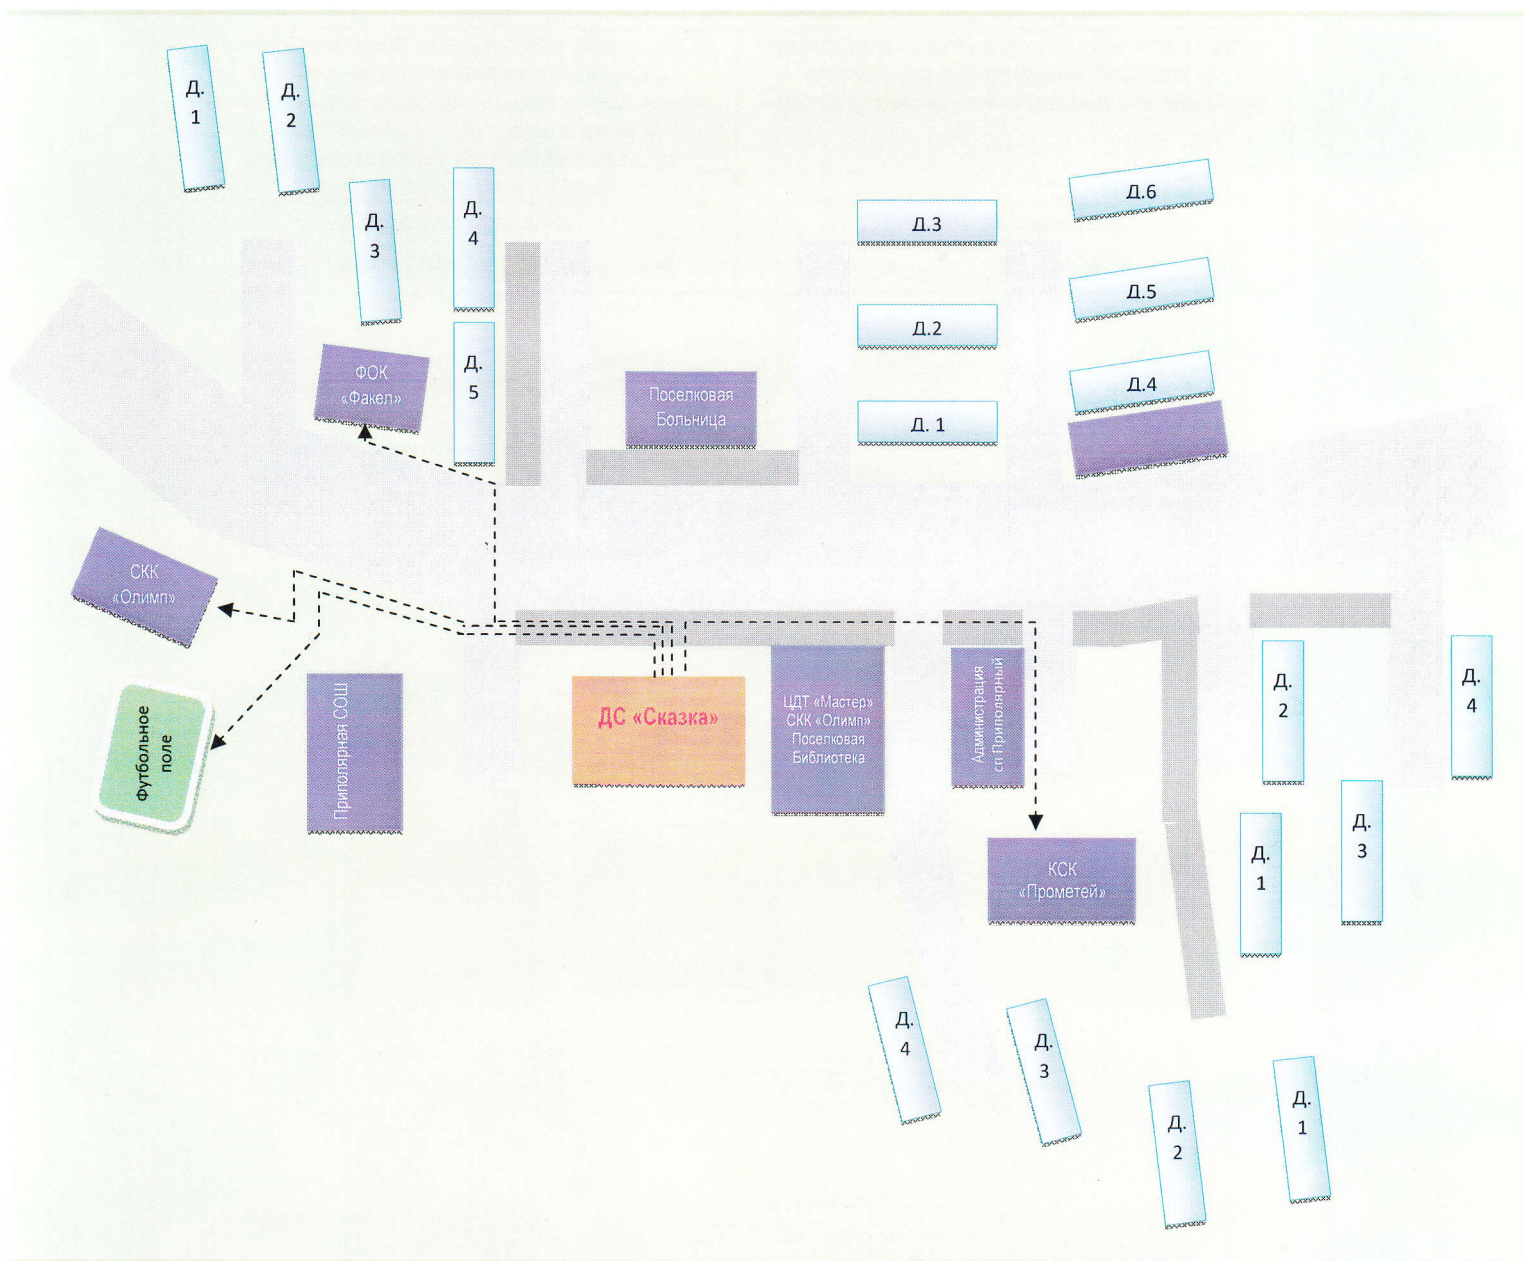 Д.
1
Д.
2
Д.
3
Д.
4
Д.
5
ФОК
«Факел»
Поселковая
Больница
Д.3
Д.2
Д. 1
Д.6
Д.5
Д.4
СКК
«Олимп»
Футбольное
поле
Приполярная СОШ
ДС «Сказка»
ЦДТ «Мастер»
СКК «Олимп»
Поселковая
Библиотека
Администрация
сп Приполярный
КСК
«Прометей»
Д.
2
Д.
4
Д.
1
Д.
3
Д.
4
Д.
3
Д.
2
Д.
1